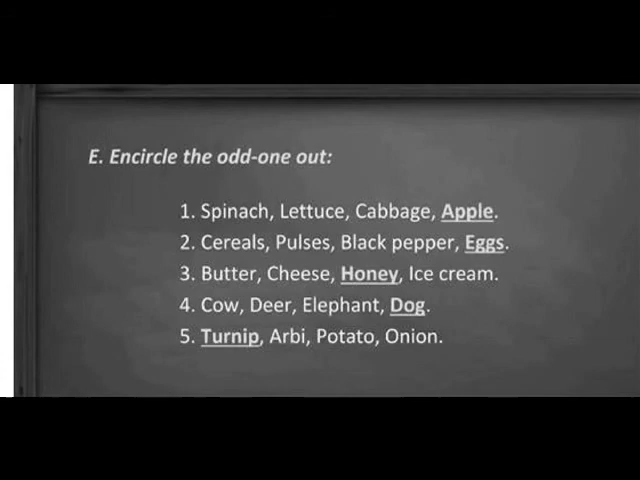 E. Encircle the odd-one out:
1. Spinach, Lettuce, Cabbage, Apple.
2. Cereals, Pulses, Black pepper, Eggs.
3. Butter, Cheese, Honey, Ice cream.
4. Cow, Deer, Elephant, Dog.
5. Turnip, Arbi, Potato, Onion.